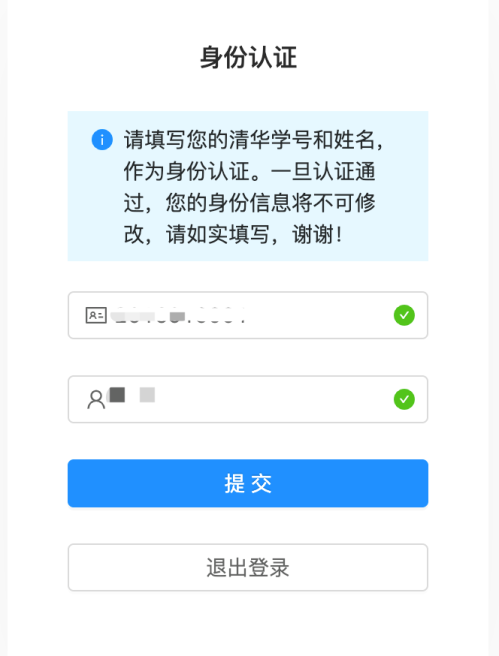 身份认证
请填写您的清华学号和姓名，
作为身份认证。一旦认证通
过，您的身份信息将不可修
改，请如实填写，谢谢！
提 交
退出登录